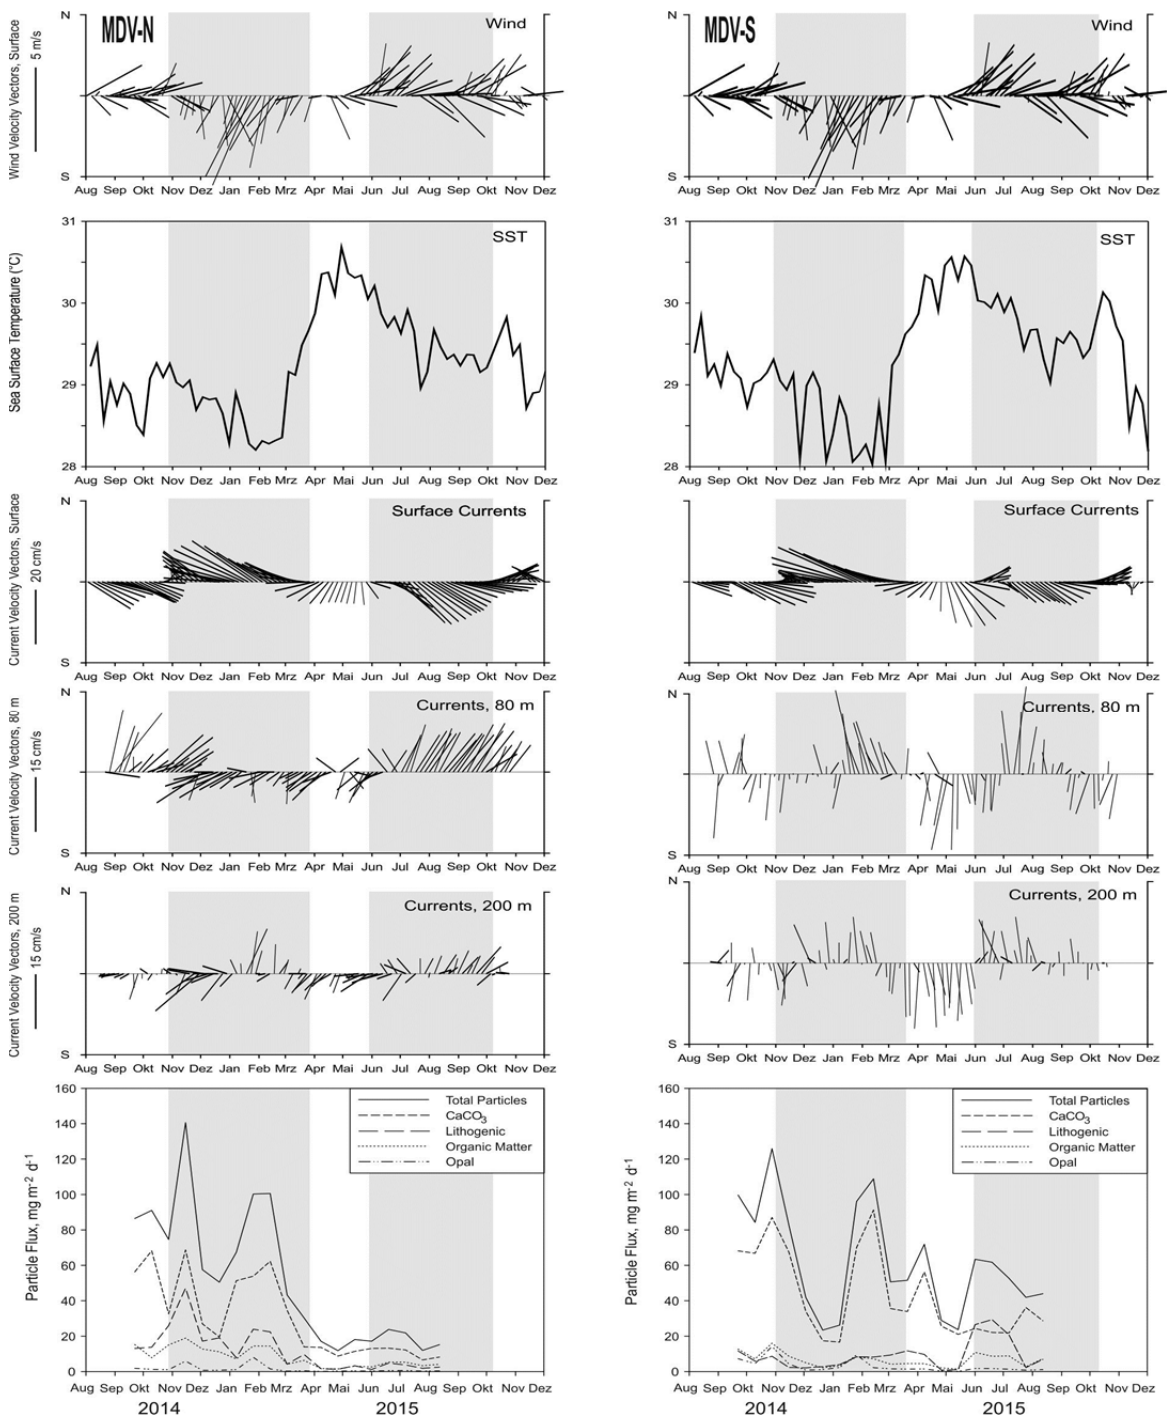 N
MDV-N
Wind
Wind Velocity Vectors, Surface
5 m/s
S
Aug Sep Okt Nov Dez Jan Feb Mrz Apr Mai Jun Jul Aug Sep Okt Nov Dez
N
MDV-S
Wind
S
Aug Sep Okt Nov Dez Jan Feb Mrz Apr Mai Jun Jul Aug Sep Okt Nov Dez
31
SST
30
Sea Surface Temperature (°C)
29
28
Aug Sep Okt Nov Dez Jan Feb Mrz Apr Mai Jun Jul Aug Sep Okt Nov Dez
31
SST
30
29
28
Aug Sep Okt Nov Dez Jan Feb Mrz Apr Mai Jun Jul Aug Sep Okt Nov Dez
N
Surface Currents
Current Velocity Vectors, Surface
20 cm/s
S
Aug Sep Okt Nov Dez Jan Feb Mrz Apr Mai Jun Jul Aug Sep Okt Nov Dez
N
Surface Currents
S
Aug Sep Okt Nov Dez Jan Feb Mrz Apr Mai Jun Jul Aug Sep Okt Nov Dez
N
Currents, 80 m
Current Velocity Vectors, 80 m
15 cm/s
S
Aug Sep Okt Nov Dez Jan Feb Mrz Apr Mai Jun Jul Aug Sep Okt Nov Dez
N
Currents, 80 m
S
Aug Sep Okt Nov Dez Jan Feb Mrz Apr Mai Jun Jul Aug Sep Okt Nov Dez
N
Currents, 200 m
Current Velocity Vectors, 200 m
15 cm/s
S
Aug Sep Okt Nov Dez Jan Feb Mrz Apr Mai Jun Jul Aug Sep Okt Nov Dez
N
Currents, 200 m
S
Aug Sep Okt Nov Dez Jan Feb Mrz Apr Mai Jun Jul Aug Sep Okt Nov Dez
160
140
120
100
80
60
40
20
0
Particle Flux, mg m⁻² d⁻¹
Total Particles
CaCO₃
Lithogenic
Organic Matter
Opal
Aug Sep Okt Nov Dez Jan Feb Mrz Apr Mai Jun Jul Aug Sep Okt Nov Dez
2014 2015
160
140
120
100
80
60
40
20
0
Particle Flux, mg m⁻² d⁻¹
Total Particles
CaCO₃
Lithogenic
Organic Matter
Opal
Aug Sep Okt Nov Dez Jan Feb Mrz Apr Mai Jun Jul Aug Sep Okt Nov Dez
2014 2015